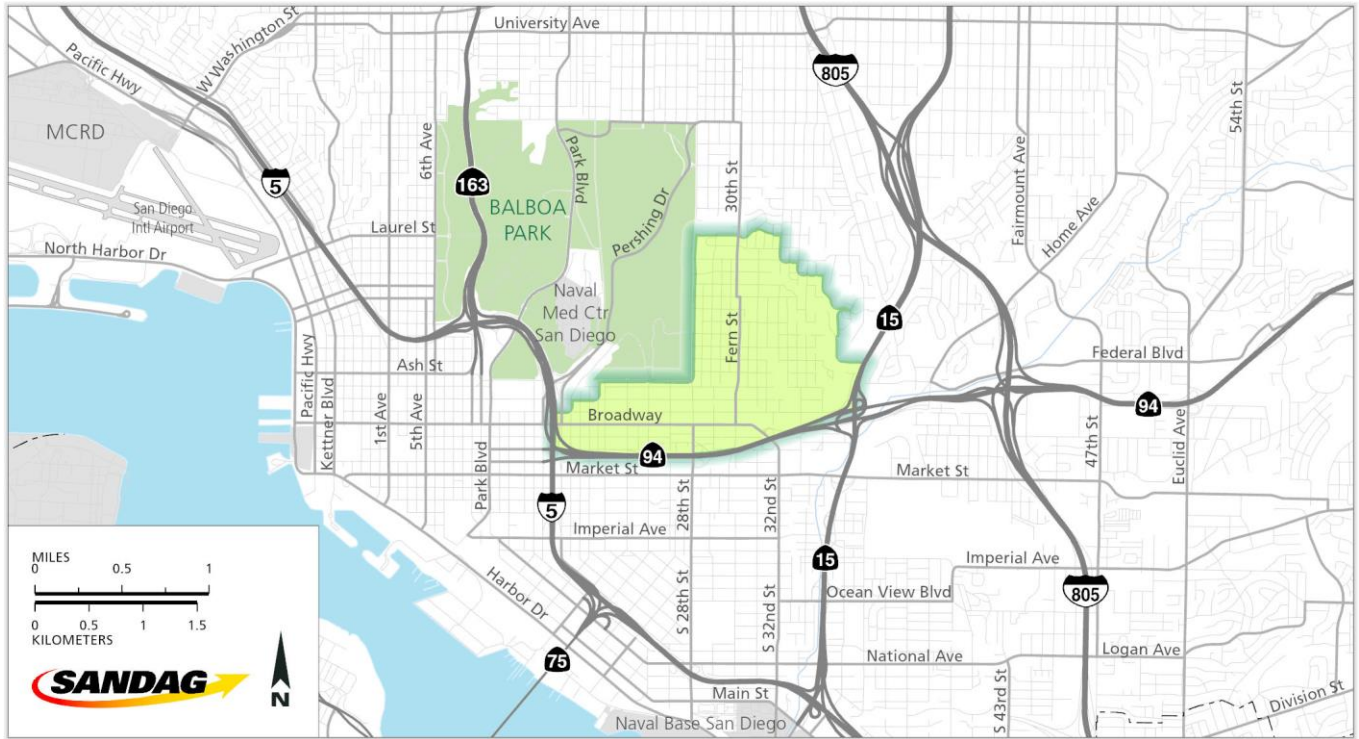 University Ave
W Washington St
Pacific Hwy
805
54th St
MCRD
6th Ave
Park Blvd
Fairmount Ave
5
163
30th St
Home Ave
San Diego
Intl Airport
BALBOA
PARK
Pershing Dr
Laurel St
North Harbor Dr
Naval
Med Ctr
San Diego
15
Fern St
Pacific Hwy
Kettner Blvd
Ash St
Federal Blvd
1st Ave
5th Ave
Broadway
94
47th St
Euclid Ave
94
Market St
Park Blvd
Market St
28th St
32nd St
5
Imperial Ave
15
Imperial Ave
MILES
0 0.5 1
0 0.5 1 1.5
KILOMETERS
Harbor Dr
S 28th St
S 32nd St
Ocean View Blvd
805
75
National Ave
Logan Ave
SANDAG
N
Main St
S 43rd St
Division St
Naval Base San Diego